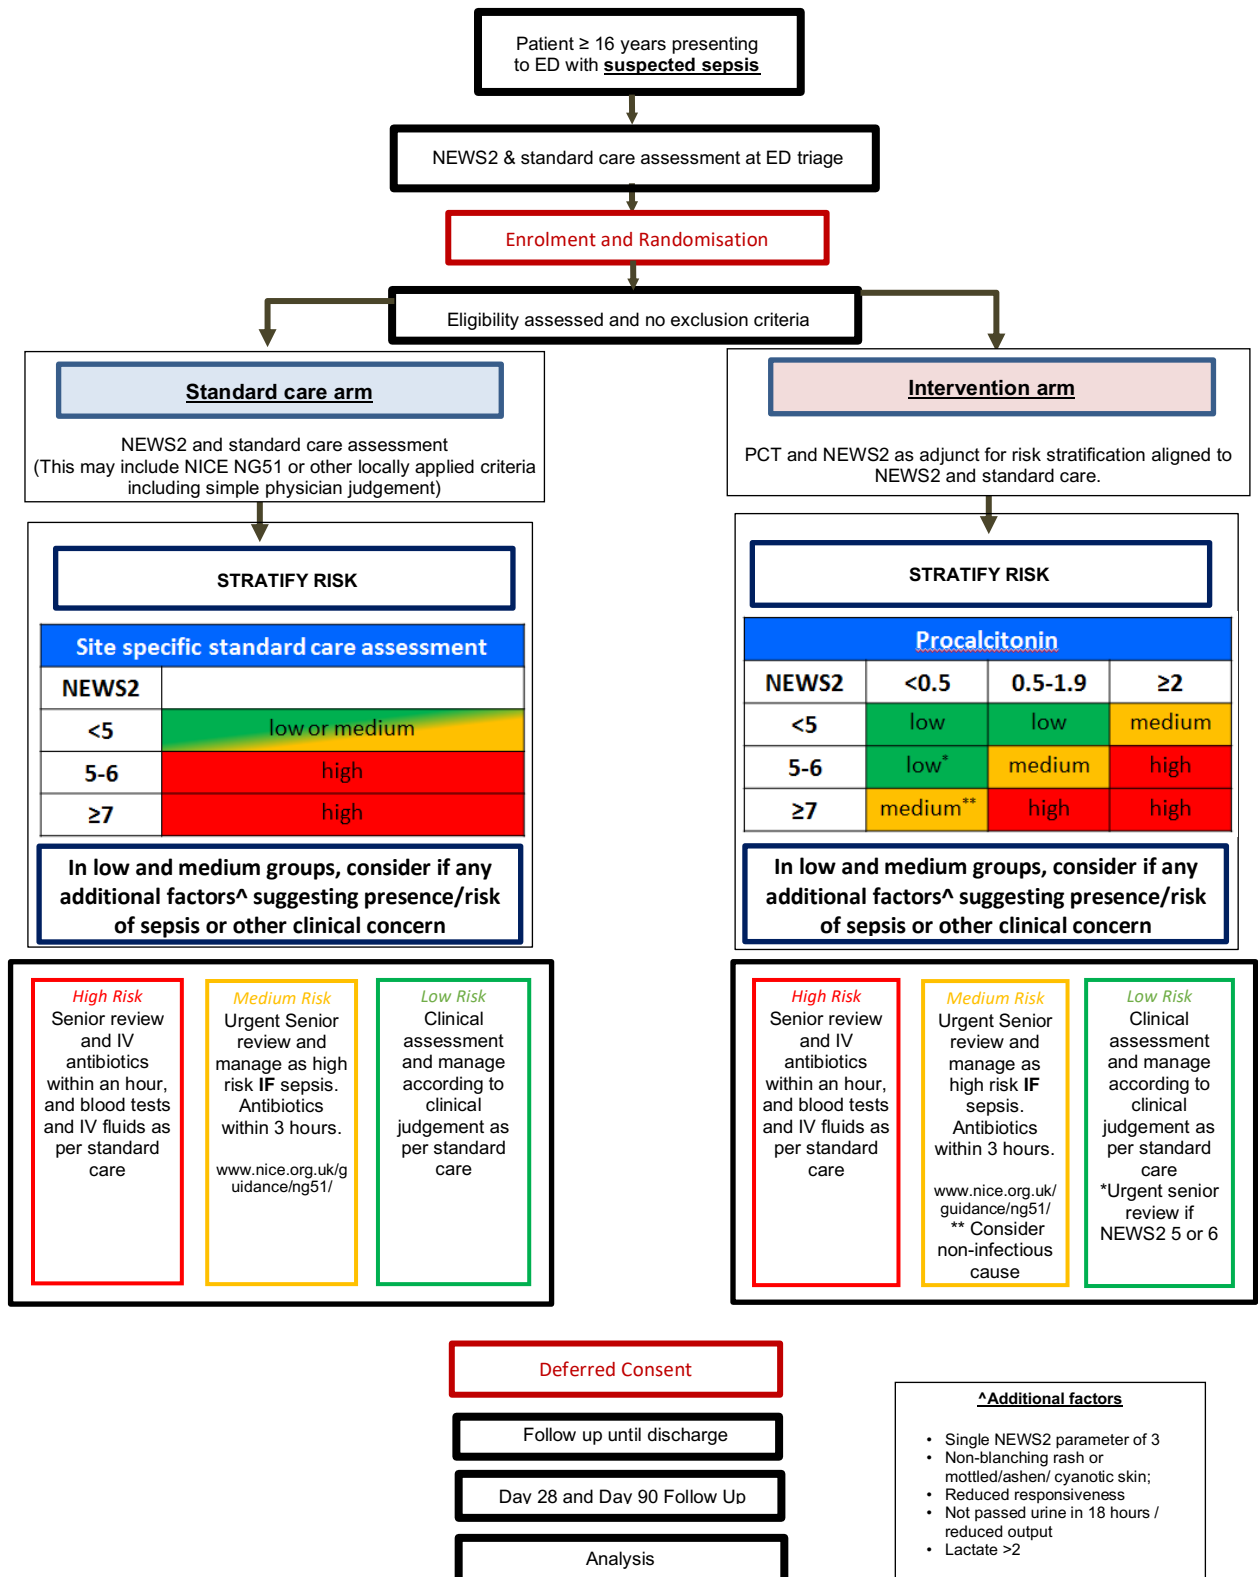 Patient ≥ 16 years presenting
to ED with suspected sepsis
NEWS2 & standard care assessment at ED triage
Enrolment and Randomisation
Eligibility assessed and no exclusion criteria
Standard care arm
NEWS2 and standard care assessment
(This may include NICE NG51 or other locally applied criteria
including simple physician judgement)
STRATIFY RISK
Site specific standard care assessment
NEWS2
<5 low or medium
5-6 high
≥7 high
In low and medium groups, consider if any
additional factors^ suggesting presence/risk
of sepsis or other clinical concern
High Risk
Senior review
and IV
antibiotics
within an hour,
and blood tests
and IV fluids as
per standard
care
Medium Risk
Urgent Senior
review and
manage as high
risk IF sepsis.
Antibiotics
within 3 hours.
www.nice.org.uk/g
uidance/ng51/
Low Risk
Clinical
assessment
and manage
according to
clinical
judgement as
per standard
care
Intervention arm
PCT and NEWS2 as adjunct for risk stratification aligned to
NEWS2 and standard care.
STRATIFY RISK
Procalcitonin
NEWS2 <0.5 0.5-1.9 ≥2
<5 low low medium
5-6 low* medium high
≥7 medium** high high
In low and medium groups, consider if any
additional factors^ suggesting presence/risk
of sepsis or other clinical concern
High Risk
Senior review
and IV
antibiotics
within an hour,
and blood tests
and IV fluids as
per standard
care
Medium Risk
Urgent Senior
review and
manage as
high risk IF
sepsis.
Antibiotics
within 3 hours.
www.nice.org.uk/
guidance/ng51/
** Consider
non-infectious
cause
Low Risk
Clinical
assessment
and manage
according to
clinical
judgement as
per standard
care
*Urgent senior
review if
NEWS2 5 or 6
Deferred Consent
Follow up until discharge
Day 28 and Day 90 Follow Up
Analysis
^Additional factors
• Single NEWS2 parameter of 3
• Non-blanching rash or
mottled/ashen/ cyanotic skin;
• Reduced responsiveness
• Not passed urine in 18 hours /
reduced output
• Lactate >2